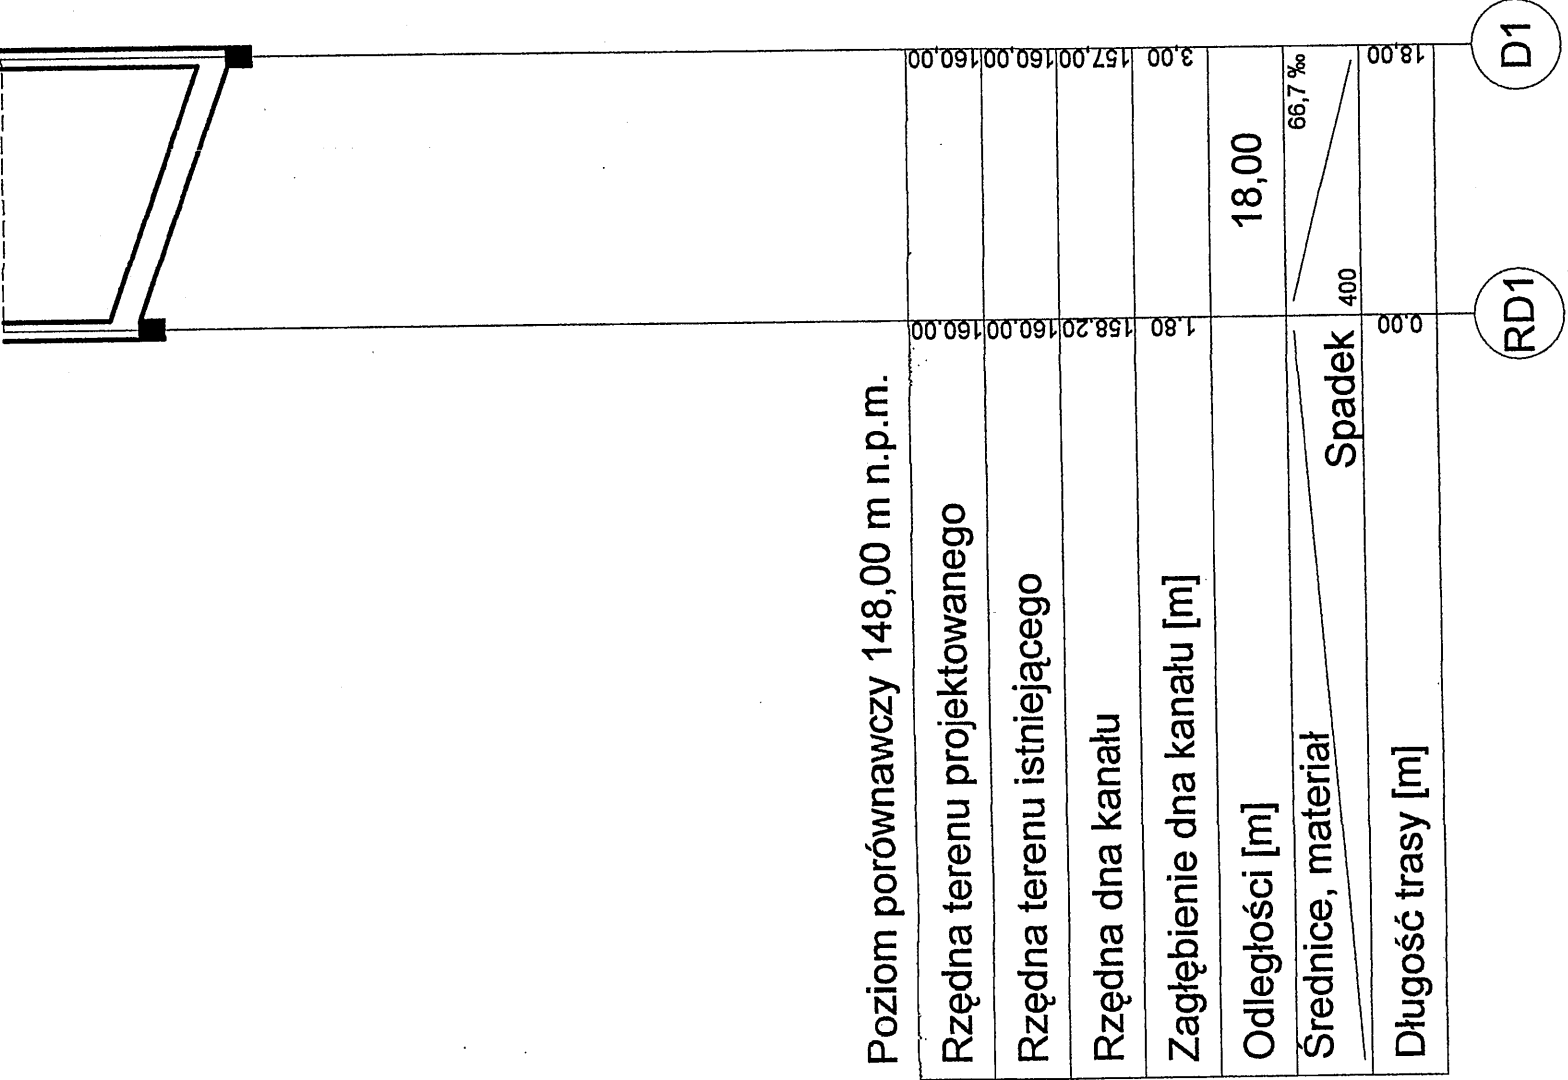 Poziom porównawczy 148,00 m n.p.m.
Rzędna terenu projektowanego 160,00 160,00
Rzędna terenu istniejącego 160,00 160,00
Rzędna dna kanału 158,20 157,00
Zagłębienie dna kanału [m] 1,80 3,00
Odległości [m] 18,00
Średnice, materiał Spadek 400 66,7 ‰
Długość trasy [m] 0,00 18,00
RD1 D1